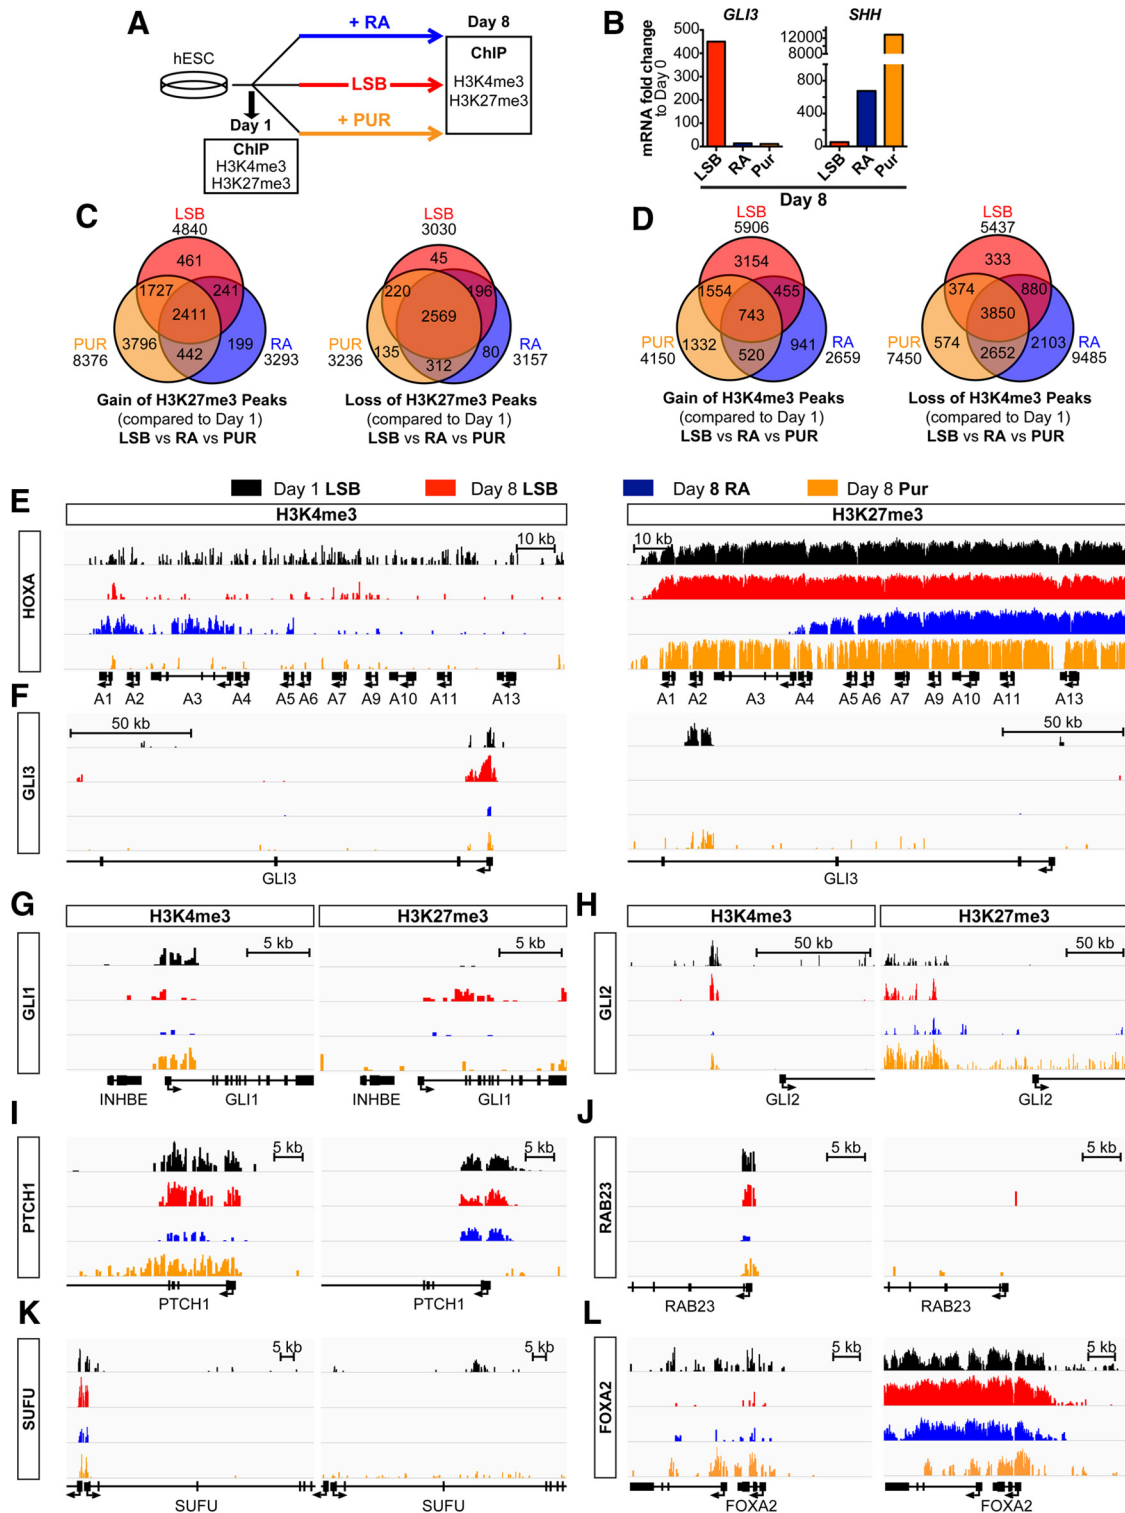 A
hESC
+ RA
LSB
+ PUR
Day 8
ChIP
H3K4me3
H3K27me3
Day 1
ChIP
H3K4me3
H3K27me3
B
GLI3
SHH
mRNA fold change
to Day 0
500
400
300
200
100
0
12000
8000
800
400
0
LSB
RA
Pur
LSB
RA
Pur
Day 8
C
LSB
4840
461
1727
241
2411
3796
442
199
PUR
8376
RA
3293
Gain of H3K27me3 Peaks
(compared to Day 1)
LSB vs RA vs PUR
LSB
3030
45
220
196
2569
135
312
80
PUR
3236
RA
3157
Loss of H3K27me3 Peaks
(compared to Day 1)
LSB vs RA vs PUR
D
LSB
5906
3154
1554
455
743
1332
520
941
PUR
4150
RA
2659
Gain of H3K4me3 Peaks
(compared to Day 1)
LSB vs RA vs PUR
LSB
5437
333
374
880
3850
574
2652
2103
PUR
7450
RA
9485
Loss of H3K4me3 Peaks
(compared to Day 1)
LSB vs RA vs PUR
Day 1 LSB
Day 8 LSB
Day 8 RA
Day 8 Pur
E
H3K4me3
H3K27me3
HOXA
10 kb
10 kb
A1 A2 A3 A4 A5 A6 A7 A9 A10 A11 A13
A1 A2 A3 A4 A5 A6 A7 A9 A10 A11 A13
F
GLI3
50 kb
50 kb
GLI3
GLI3
G
H3K4me3
H3K27me3
GLI1
5 kb
5 kb
INHBE GLI1
INHBE GLI1
H
H3K4me3
H3K27me3
GLI2
50 kb
50 kb
GLI2
GLI2
I
PTCH1
5 kb
5 kb
PTCH1
PTCH1
J
RAB23
5 kb
5 kb
RAB23
RAB23
K
SUFU
5 kb
5 kb
SUFU
SUFU
L
FOXA2
5 kb
5 kb
FOXA2
FOXA2